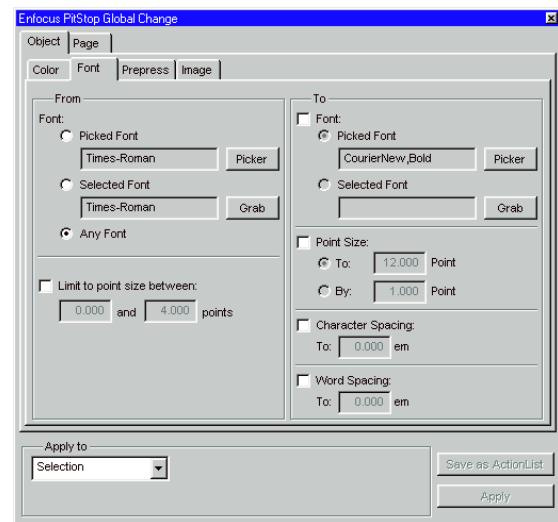 Enfocus PitStop Global Change
Object Page
Color Font Prepress Image
From
Font:
Picked Font
Times-Roman Picker
Selected Font
Times-Roman Grab
Any Font
Limit to point size between:
0.000 and 4.000 points
To
Font:
Picked Font
CourierNew,Bold Picker
Selected Font
Grab
Point Size:
To: 12.000 Point
By: 1.000 Point
Character Spacing:
To: 0.000 em
Word Spacing:
To: 0.000 em
Apply to
Selection
Save as ActionList
Apply